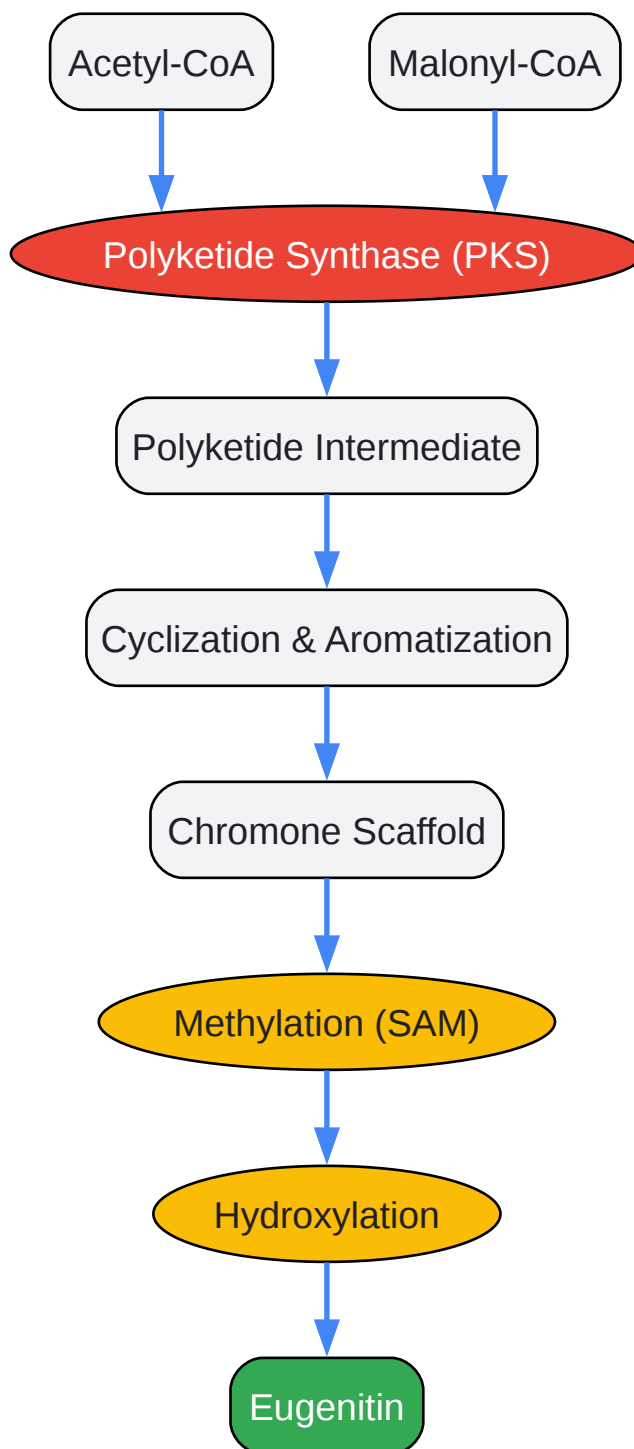 Acetyl-CoA
Malonyl-CoA
Polyketide Synthase (PKS)
Polyketide Intermediate
Cyclization & Aromatization
Chromone Scaffold
Methylation (SAM)
Hydroxylation
Eugenitin